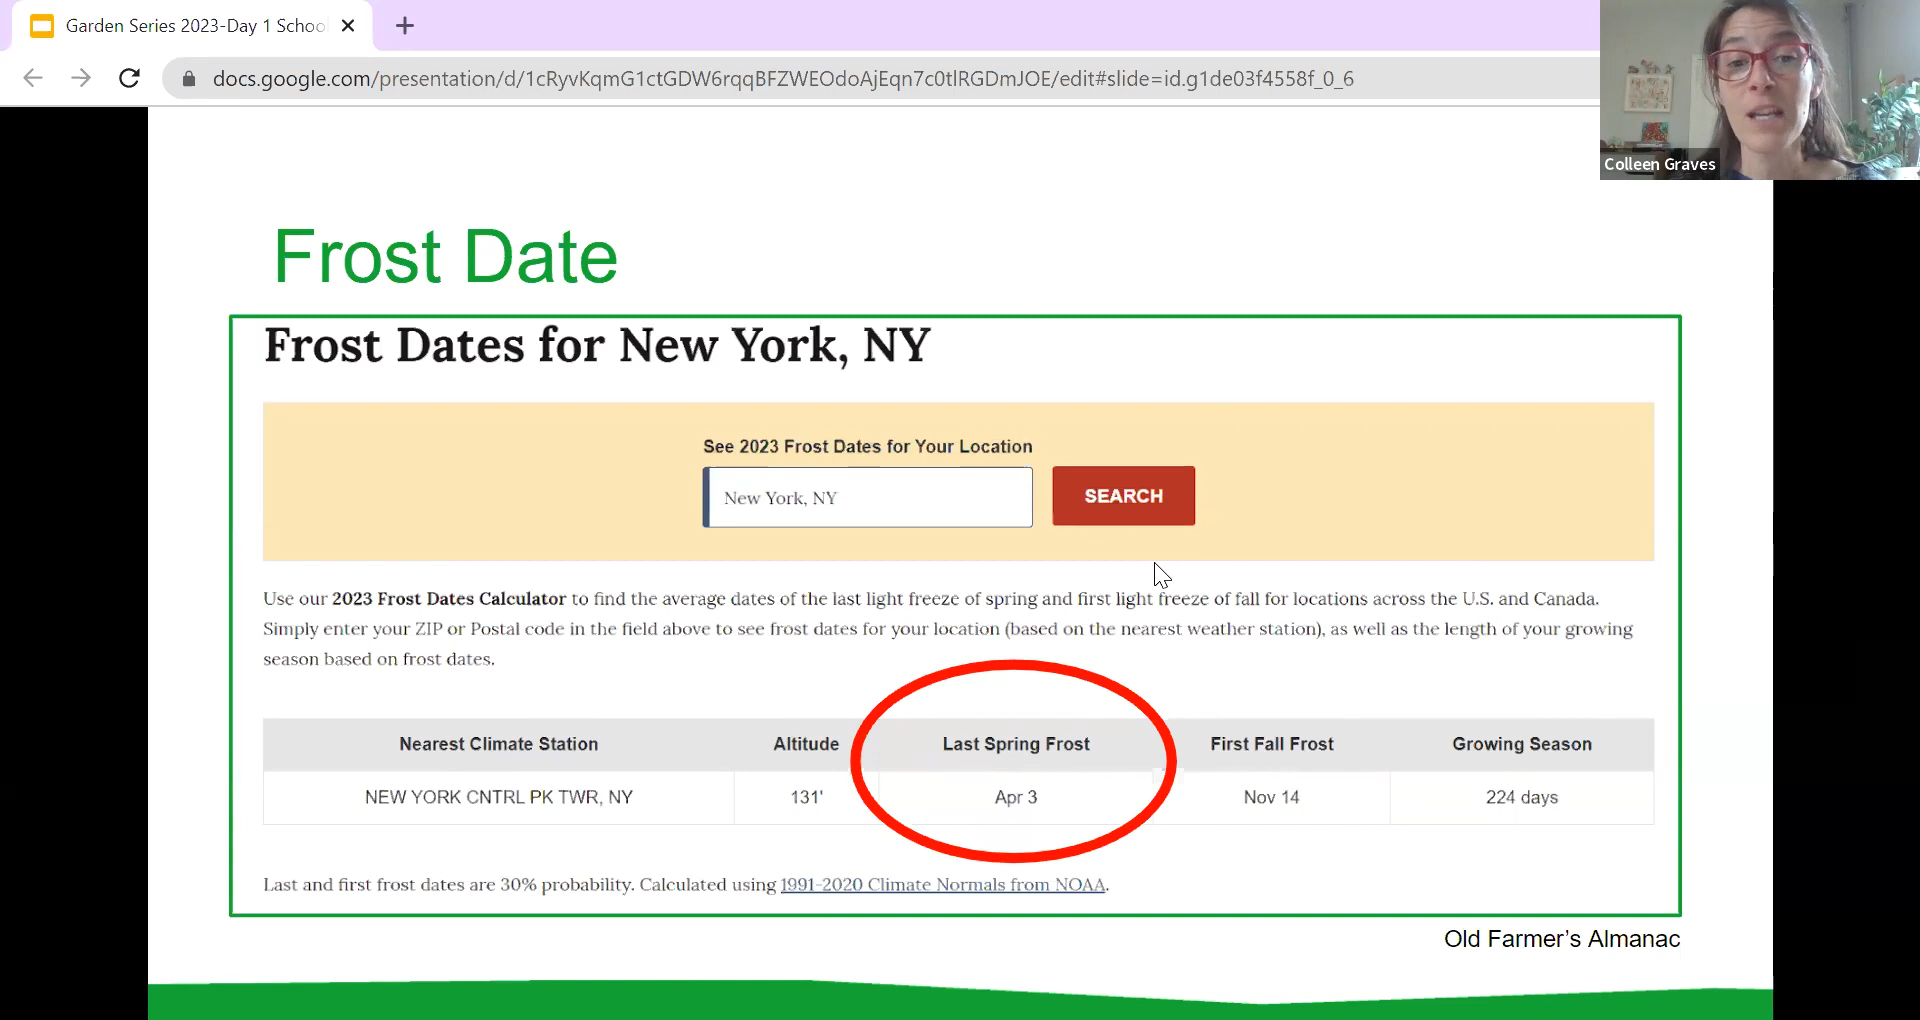 Garden Series 2023-Day 1 Schoo
docs.google.com/presentation/d/1cRyvKqmG1ctGDW6rqqBFZWEOdoAjEqn7c0tlRGDmJOE/edit#slide=id.g1de03f4558f_0_6
Colleen Graves
Frost Date
Frost Dates for New York, NY
See 2023 Frost Dates for Your Location
New York, NY
SEARCH
Use our 2023 Frost Dates Calculator to find the average dates of the last light freeze of spring and first light freeze of fall for locations across the U.S. and Canada.
Simply enter your ZIP or Postal code in the field above to see frost dates for your location (based on the nearest weather station), as well as the length of your growing
season based on frost dates.
Nearest Climate Station Altitude Last Spring Frost First Fall Frost Growing Season
NEW YORK CNTRL PK TWR, NY 131' Apr 3 Nov 14 224 days
Last and first frost dates are 30% probability. Calculated using 1991-2020 Climate Normals from NOAA.
Old Farmer’s Almanac